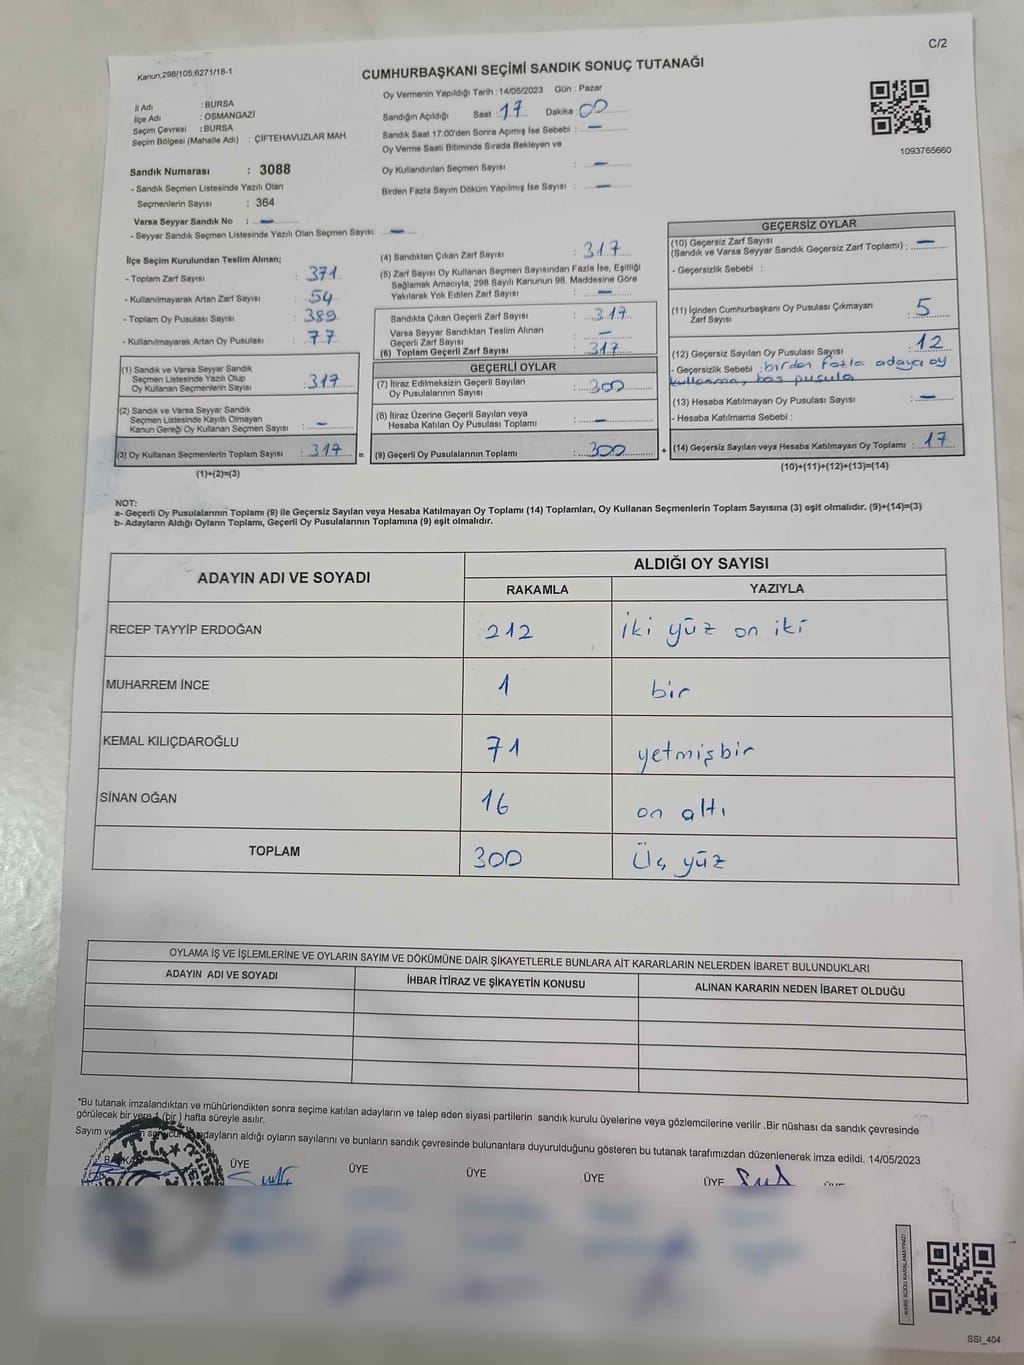 C/2
Kanun;298/105;6271/16-1
CUMHURBAŞKANI SEÇİMİ SANDIK SONUÇ TUTANAĞI
İl Adı : BURSA
İlçe Adı : OSMANGAZİ
Seçim Çevresi : BURSA
Seçim Bölgesi (Mahalle Adı) : ÇİFTEHAVUZLAR MAH.
Sandık Numarası : 3088
- Sandık Seçmen Listesinde Yazılı Olan
Seçmenlerin Sayısı : 364
Varsa Seyyar Sandık No : —
- Seyyar Sandık Seçmen Listesinde Yazılı Olan Seçmen Sayısı: —
Oy Vermenin Yapıldığı Tarih : 14/05/2023 Gün : Pazar
Sandığın Açıldığı Saat : 17 Dakika : 00
Sandık Saat 17:00'den Sonra Açımış İse Sebebi : —
Oy Verme Saati Bitiminde Sırada Bekleyen ve
Oy Kullandırılan Seçmen Sayısı : —
Birden Fazla Sayım Döküm Yapılmış İse Sayısı : —
1093765660
İlçe Seçim Kurulundan Teslim Alınan;
- Toplam Zarf Sayısı : 371
- Kullanılmayarak Artan Zarf Sayısı : 54
- Toplam Oy Pusulası Sayısı : 389
- Kullanılmayarak Artan Oy Pusulası : 77
(1) Sandık ve Varsa Seyyar Sandık
Seçmen Listesinde Yazılı Olup
Oy Kullanan Seçmenlerin Sayısı : 317
(2) Sandık ve Varsa Seyyar Sandık
Seçmen Listesinde Kayıtlı Olmayan
Kanun Gereği Oy Kullanan Seçmen Sayısı : —
(3) Oy Kullanan Seçmenlerin Toplam Sayısı : 317 =
(1)+(2)=(3)
(4) Sandıktan Çıkan Zarf Sayısı : 317
(5) Zarf Sayısı Oy Kullanan Seçmen Sayısından Fazla İse, Eşitliği
Sağlamak Amacıyla; 298 Sayılı Kanunun 98. Maddesine Göre
Yakılarak Yok Edilen Zarf Sayısı : —
Sandıkta Çıkan Geçerli Zarf Sayısı : 317
Varsa Seyyar Sandıktan Teslim Alınan
Geçerli Zarf Sayısı : —
(6) Toplam Geçerli Zarf Sayısı : 317
GEÇERLİ OYLAR
(7) İtiraz Edilmeksizin Geçerli Sayılan
Oy Pusulalarının Sayısı : 300
(8) İtiraz Üzerine Geçerli Sayılan veya
Hesaba Katılan Oy Pusulası Toplamı : —
(9) Geçerli Oy Pusulalarının Toplamı : 300 +
GEÇERSİZ OYLAR
(10) Geçersiz Zarf Sayısı
(Sandık ve Varsa Seyyar Sandık Geçersiz Zarf Toplamı) : —
- Geçersizlik Sebebi :
(11) İçinden Cumhurbaşkanı Oy Pusulası Çıkmayan
Zarf Sayısı : 5
(12) Geçersiz Sayılan Oy Pusulası Sayısı : 12
- Geçersizlik Sebebi : birden fazla adaya oy
kullanma, boş pusula
(13) Hesaba Katılmayan Oy Pusulası Sayısı : —
- Hesaba Katılmama Sebebi :
(14) Geçersiz Sayılan veya Hesaba Katılmayan Oy Toplamı : 17
(10)+(11)+(12)+(13)=(14)
NOT:
a- Geçerli Oy Pusulalarının Toplamı (9) ile Geçersiz Sayılan veya Hesaba Katılmayan Oy Toplamı (14) Toplamları, Oy Kullanan Seçmenlerin Toplam Sayısına (3) eşit olmalıdır. (9)+(14)=(3)
b- Adayların Aldığı Oyların Toplamı, Geçerli Oy Pusulalarının Toplamına (9) eşit olmalıdır.
ADAYIN ADI VE SOYADI ALDIĞI OY SAYISI
RAKAMLA YAZIYLA
RECEP TAYYİP ERDOĞAN 212 iki yüz on iki
MUHARREM İNCE 1 bir
KEMAL KILIÇDAROĞLU 71 yetmişbir
SİNAN OĞAN 16 on altı
TOPLAM 300 Üç yüz
OYLAMA İŞ VE İŞLEMLERİNE VE OYLARIN SAYIM VE DÖKÜMÜNE DAİR ŞİKAYETLERLE BUNLARA AİT KARARLARIN NELERDEN İBARET BULUNDUKLARI
ADAYIN ADI VE SOYADI İHBAR İTİRAZ VE ŞİKAYETİN KONUSU ALINAN KARARIN NEDEN İBARET OLDUĞU
*Bu tutanak imzalandıktan ve mühürlendikten sonra seçime katılan adayların ve talep eden siyasi partilerin sandık kurulu üyelerine veya gözlemcilerine verilir .Bir nüshası da sandık çevresinde
görülecek bir yere 1 (bir ) hafta süreyle asılır.
Sayım ve adayların aldığı oyların sayılarını ve bunların sandık çevresinde bulunanlara duyurulduğunu gösteren bu tutanak tarafımızdan düzenlenerek imza edildi. 14/05/2023
ÜYE ÜYE ÜYE ÜYE ÜYE
KARE KODU KARALAMAYINIZ!
SSI_404